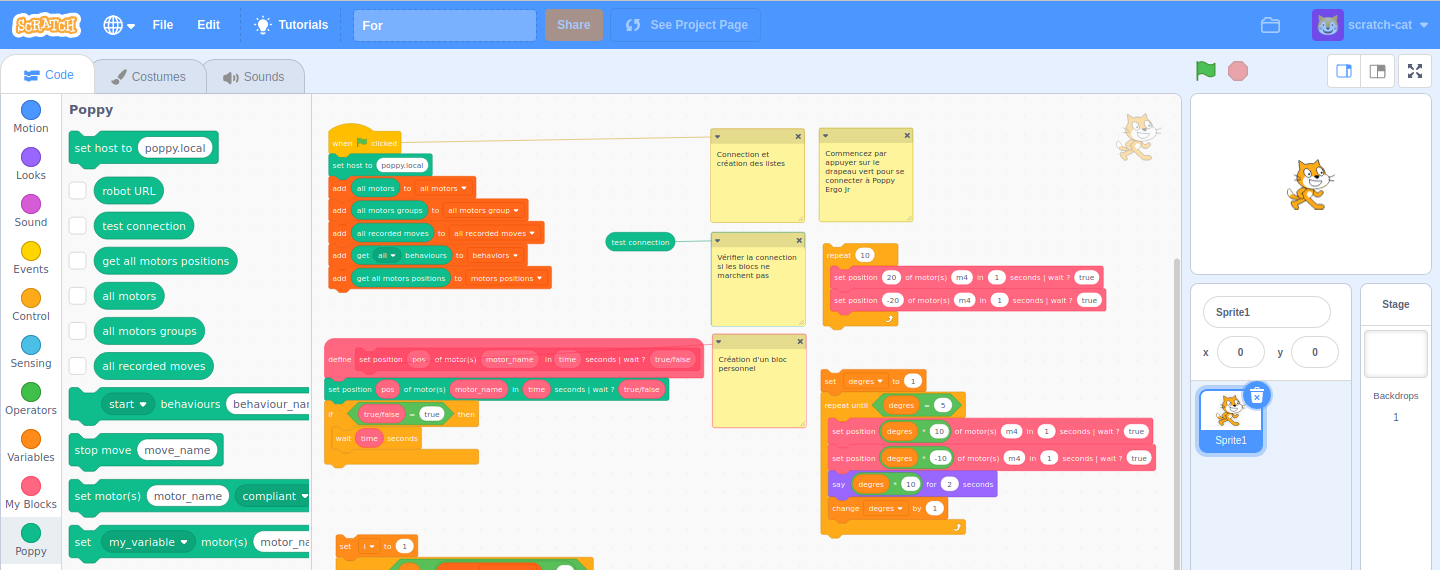 SCRATCH
File
Edit
Tutorials
For
Share
See Project Page
scratch-cat
Code
Costumes
Sounds
Motion
Looks
Sound
Events
Control
Sensing
Operators
Variables
My Blocks
Poppy
Poppy
set host to poppy.local
robot URL
test connection
get all motors positions
all motors
all motors groups
all recorded moves
start behaviours behaviour_nar
stop move move_name
set motor(s) motor_name compliant
set my_variable motor(s) motor_na
when clicked
set host to poppy.local
add all motors to all motors
add all motors groups to all motors group
add all recorded moves to all recorded moves
add get all behaviours to behaviors
add get all motors positions to motors positions
define set position pos of motor(s) motor_name in time seconds | wait ? true/false
set position pos of motor(s) motor_name in time seconds | wait ? true/false
if true/false = true then
wait time seconds
set i to 1
test connection
Connection et
création des listes
Commencez par
appuyer sur le
drapeau vert pour se
connecter à Poppy
Ergo Jr
Vérifier la connection
si les blocs ne
marchent pas
Création d'un bloc
personnel
repeat 10
set position 20 of motor(s) m4 in 1 seconds | wait ? true
set position -20 of motor(s) m4 in 1 seconds | wait ? true
set degres to 1
repeat until degres = 5
set position degres * 10 of motor(s) m4 in 1 seconds | wait ? true
set position degres * -10 of motor(s) m4 in 1 seconds | wait ? true
say degres * 10 for 2 seconds
change degres by 1
Sprite1
x 0 y 0
Sprite1
Stage
Backdrops
1